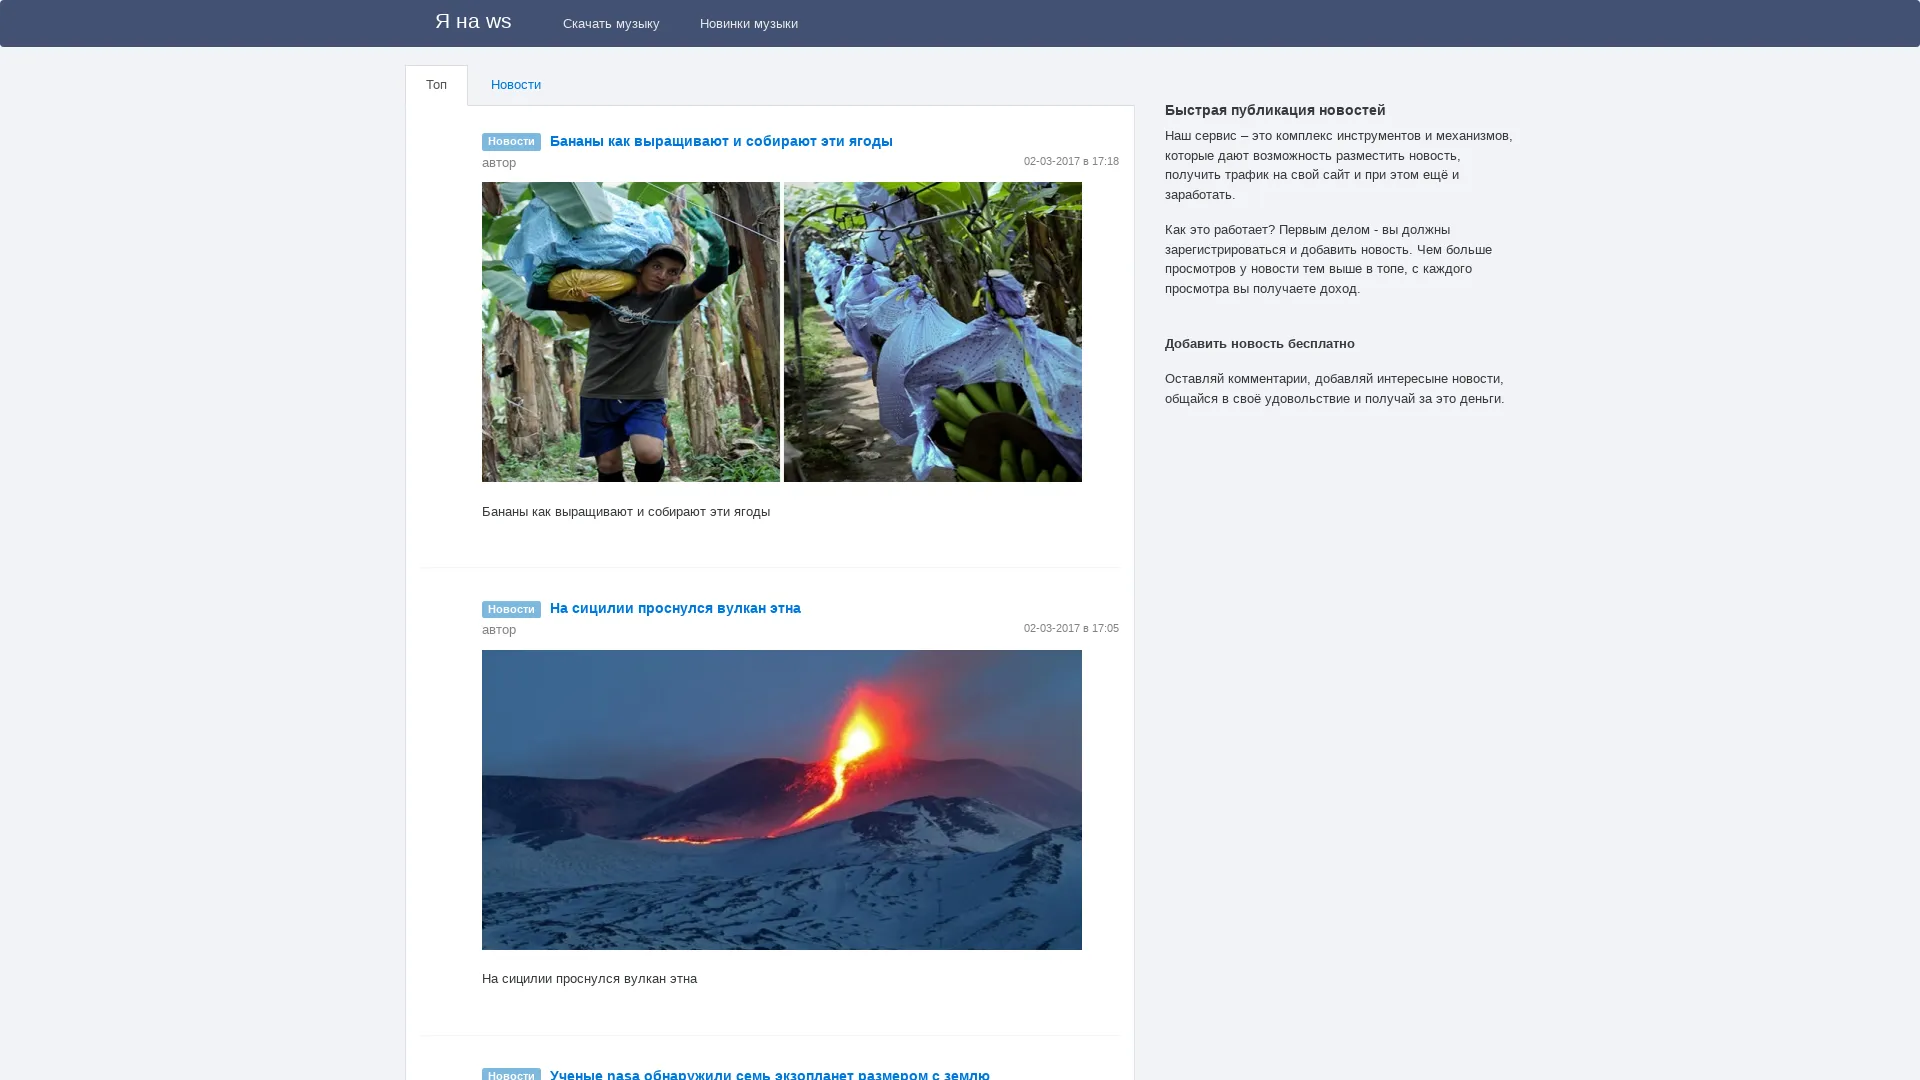 Я на ws
Скачать музыку
Новинки музыки
Топ
Новости
Новости Бананы как выращивают и собирают эти ягоды
автор
02-03-2017 в 17:18
Бананы как выращивают и собирают эти ягоды
Новости На сицилии проснулся вулкан этна
автор
02-03-2017 в 17:05
На сицилии проснулся вулкан этна
Новости Ученые nasa обнаружили семь экзопланет размером с землю
Быстрая публикация новостей
Наш сервис – это комплекс инструментов и механизмов,
которые дают возможность разместить новость,
получить трафик на свой сайт и при этом ещё и
заработать.
Как это работает? Первым делом - вы должны
зарегистрироваться и добавить новость. Чем больше
просмотров у новости тем выше в топе, с каждого
просмотра вы получаете доход.
Добавить новость бесплатно
Оставляй комментарии, добавляй интересыне новости,
общайся в своё удовольствие и получай за это деньги.